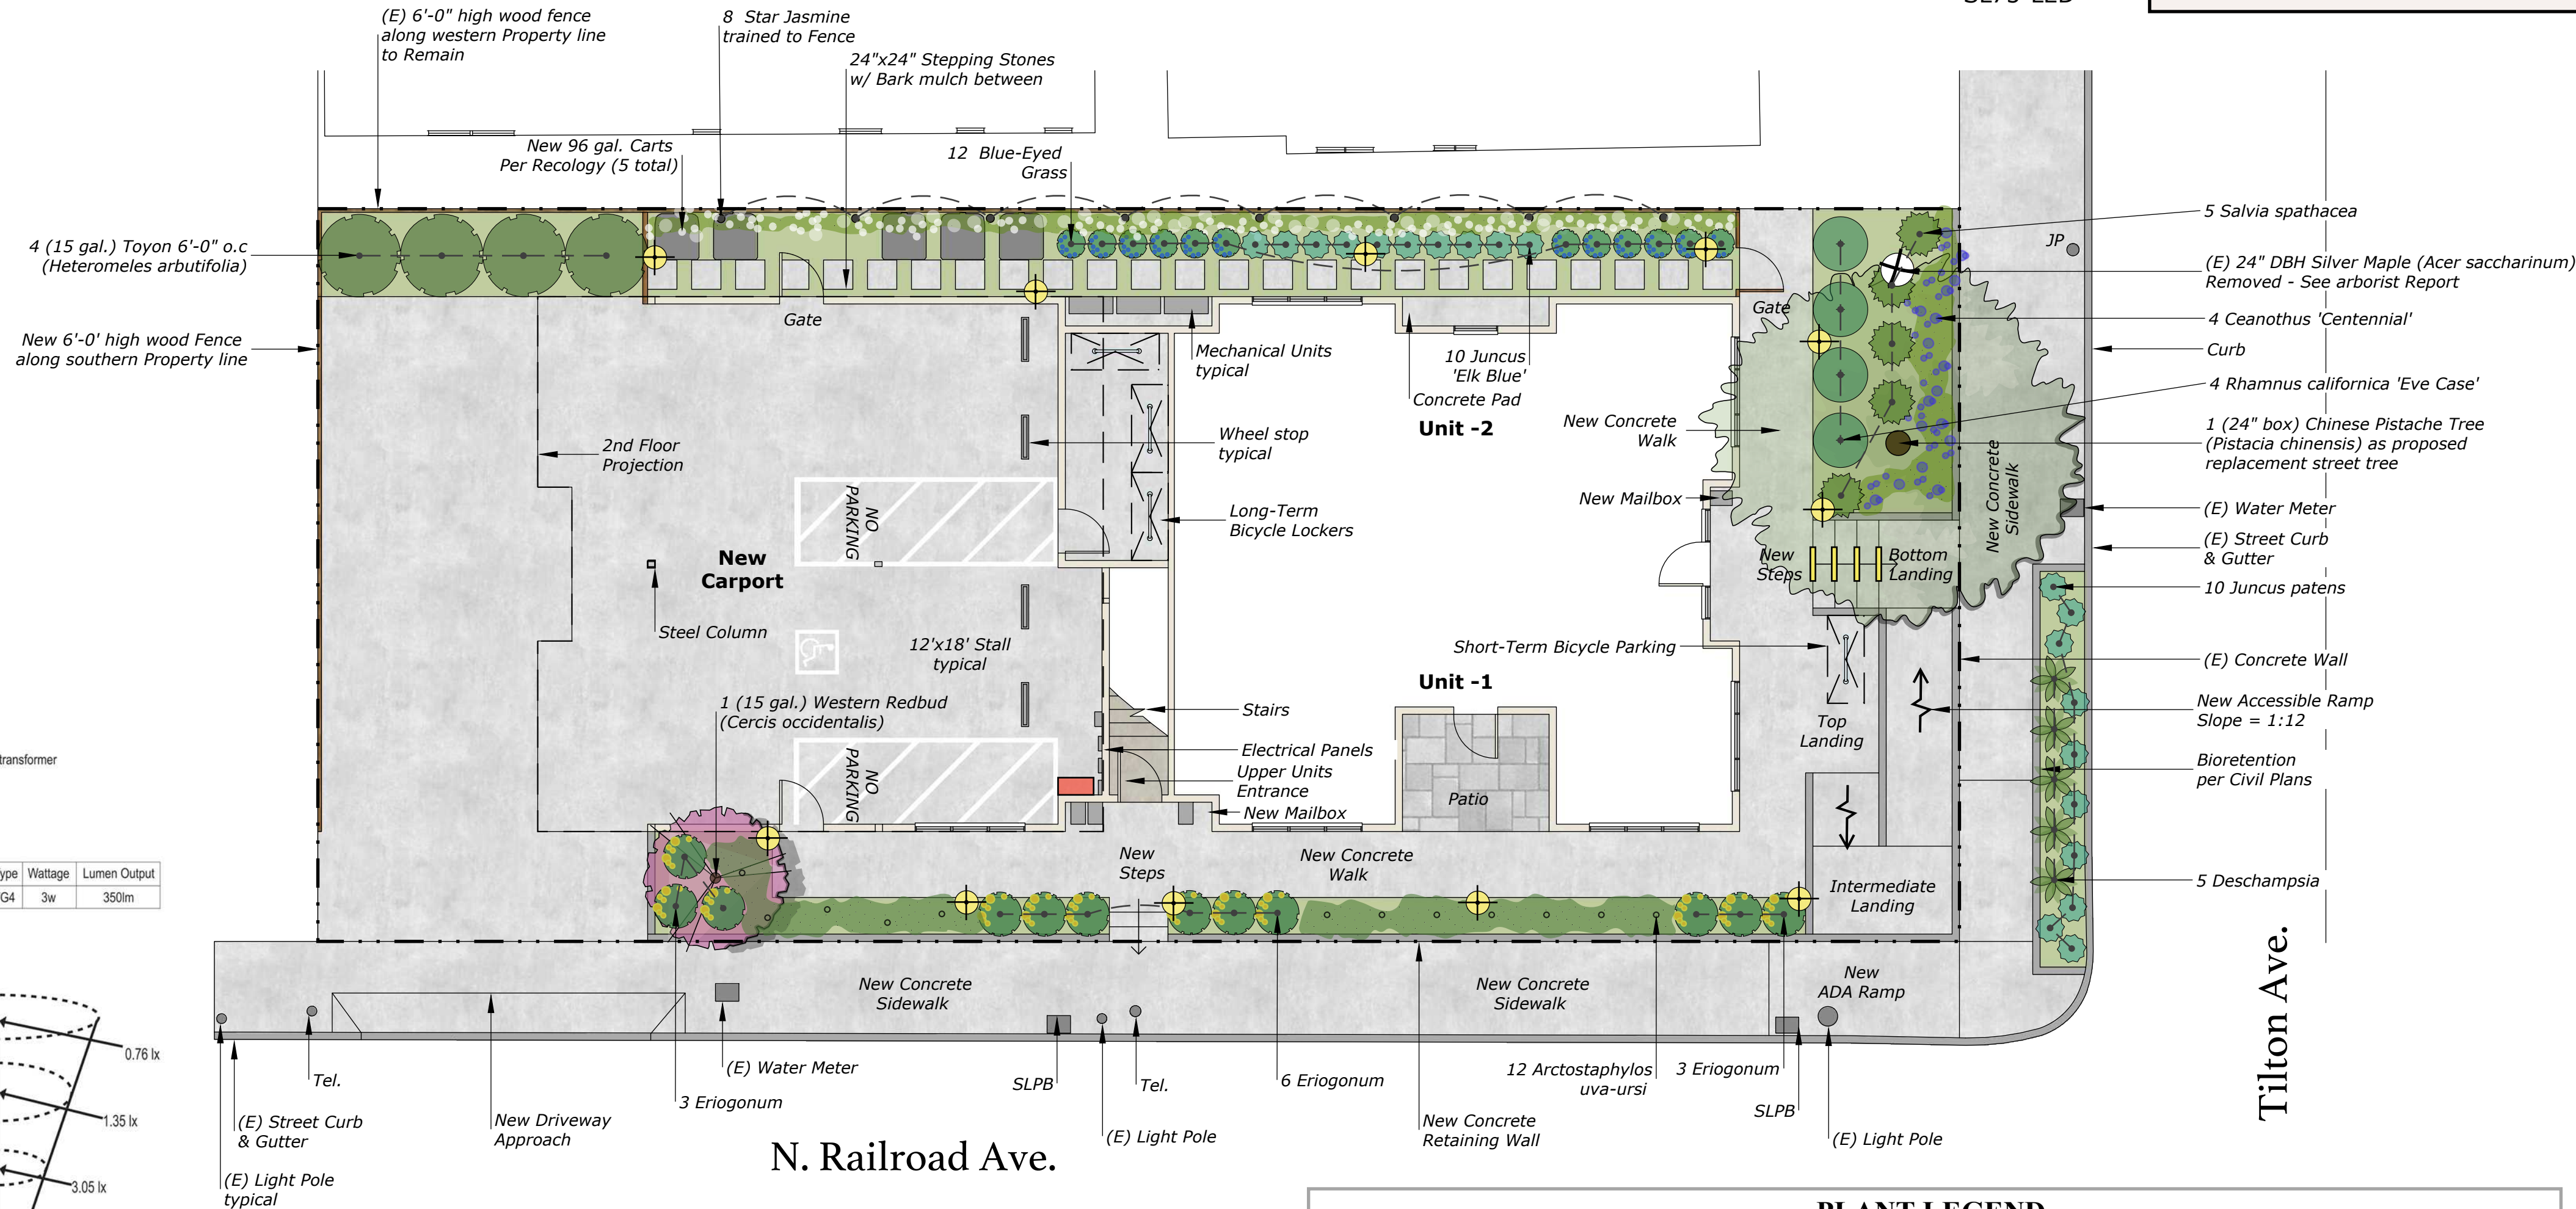 (E) 6'-0" high wood fence
along western Property line
to Remain
8 Star Jasmine
trained to Fence
24"x24" Stepping Stones
w/ Bark mulch between
New 96 gal. Carts
Per Recology (5 total)
12 Blue-Eyed
Grass
4 (15 gal.) Toyon 6'-0" o.c
(Heteromeles arbutifolia)
New 6'-0' high wood Fence
along southern Property line
Gate
Mechanical Units
typical
10 Juncus
'Elk Blue'
Concrete Pad
Unit -2
Gate
New Concrete
Walk
2nd Floor
Projection
Wheel stop
typical
NO
PARKING
Long-Term
Bicycle Lockers
New Mailbox
New
Carport
Steel Column
12'x18' Stall
typical
1 (15 gal.) Western Redbud
(Cercis occidentalis)
NO
PARKING
Stairs
Electrical Panels
Upper Units
Entrance
New Mailbox
Unit -1
Patio
Short-Term Bicycle Parking
New
Steps
Bottom
Landing
New Concrete
Sidewalk
Top
Landing
Intermediate
Landing
New
Steps
New Concrete
Walk
JP
5 Salvia spathacea
(E) 24" DBH Silver Maple (Acer saccharinum)
Removed - See arborist Report
4 Ceanothus 'Centennial'
Curb
4 Rhamnus californica 'Eve Case'
1 (24" box) Chinese Pistache Tree
(Pistacia chinensis) as proposed
replacement street tree
(E) Water Meter
(E) Street Curb
& Gutter
10 Juncus patens
(E) Concrete Wall
New Accessible Ramp
Slope = 1:12
Bioretention
per Civil Plans
5 Deschampsia
Tilton Ave.
transformer
Wattage
Lumen Output
G4
3w
350lm
0.76 lx
1.35 lx
3.05 lx
New Concrete
Sidewalk
New Concrete
Sidewalk
New
ADA Ramp
Tel.
(E) Street Curb
& Gutter
(E) Light Pole
typical
New Driveway
Approach
(E) Water Meter
3 Eriogonum
SLPB
Tel.
(E) Light Pole
6 Eriogonum
New Concrete
Retaining Wall
12 Arctostaphylos
uva-ursi
3 Eriogonum
SLPB
(E) Light Pole
N. Railroad Ave.
PLANT LEGEND